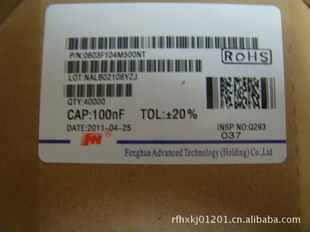 P/N:0603F104M500NT
RoHS
LOT:NALB02106YZJ
QTY:40000
CAP:100nF TOL:±20%
DATE:2011-04-25
INSP NO:Q293
037
Fenghua Advanced Technology (Holding) Co.,Ltd
rfhxkj01201.cn.alibaba.com